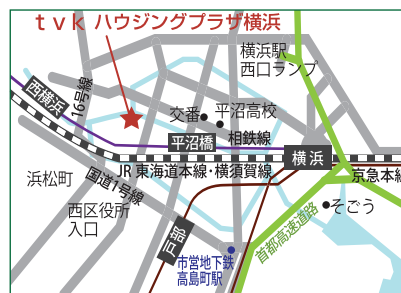 ｔｖｋ ハウジングプラザ横浜
横浜駅
西口ランプ
16号線
西横浜
交番
平沼高校
平沼橋
相鉄線
横浜
JR 東海道本線・横須賀線
京急本線
浜松町
国道1号線
西区役所
入口
戸部
そごう
首都高速道路
市営地下鉄
高島町駅